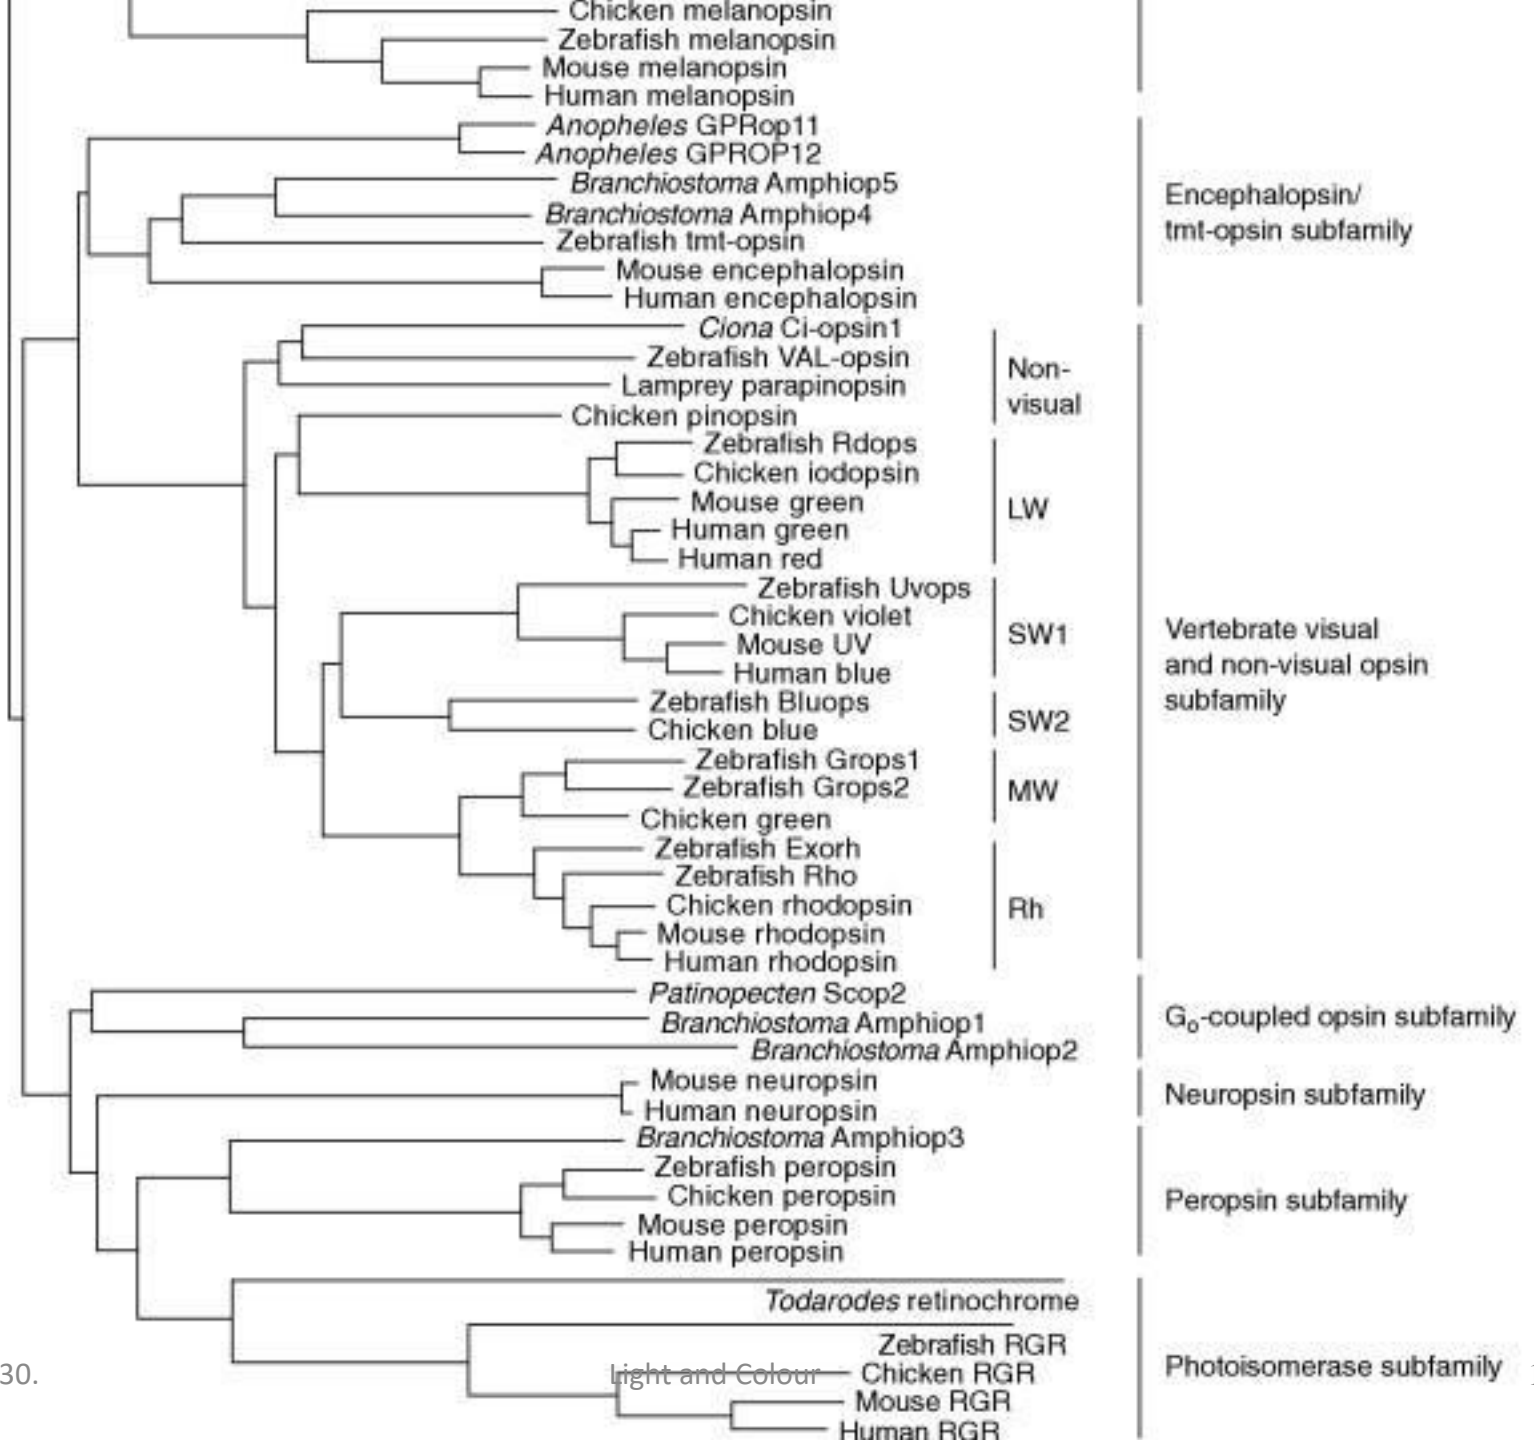 Chicken melanopsin
Zebrafish melanopsin
Mouse melanopsin
Human melanopsin
Anopheles GPRop11
Anopheles GPROP12
Branchiostoma Amphiop5
Branchiostoma Amphiop4
Zebrafish tmt-opsin
Mouse encephalopsin
Human encephalopsin
Encephalopsin/
tmt-opsin subfamily
Ciona Ci-opsin1
Zebrafish VAL-opsin
Lamprey parapinopsin
Chicken pinopsin
Non-
visual
Zebrafish Rdops
Chicken iodopsin
Mouse green
Human green
Human red
LW
Zebrafish Uvops
Chicken violet
Mouse UV
Human blue
SW1
Zebrafish Bluops
Chicken blue
SW2
Zebrafish Grops1
Zebrafish Grops2
Chicken green
MW
Zebrafish Exorh
Zebrafish Rho
Chicken rhodopsin
Mouse rhodopsin
Human rhodopsin
Rh
Vertebrate visual
and non-visual opsin
subfamily
Patinopecten Scop2
Branchiostoma Amphiop1
Branchiostoma Amphiop2
Go-coupled opsin subfamily
Mouse neuropsin
Human neuropsin
Neuropsin subfamily
Branchiostoma Amphiop3
Zebrafish peropsin
Chicken peropsin
Mouse peropsin
Human peropsin
Peropsin subfamily
Todarodes retinochrome
Zebrafish RGR
Chicken RGR
Mouse RGR
Human RGR
Photoisomerase subfamily
30.
Light and Colour